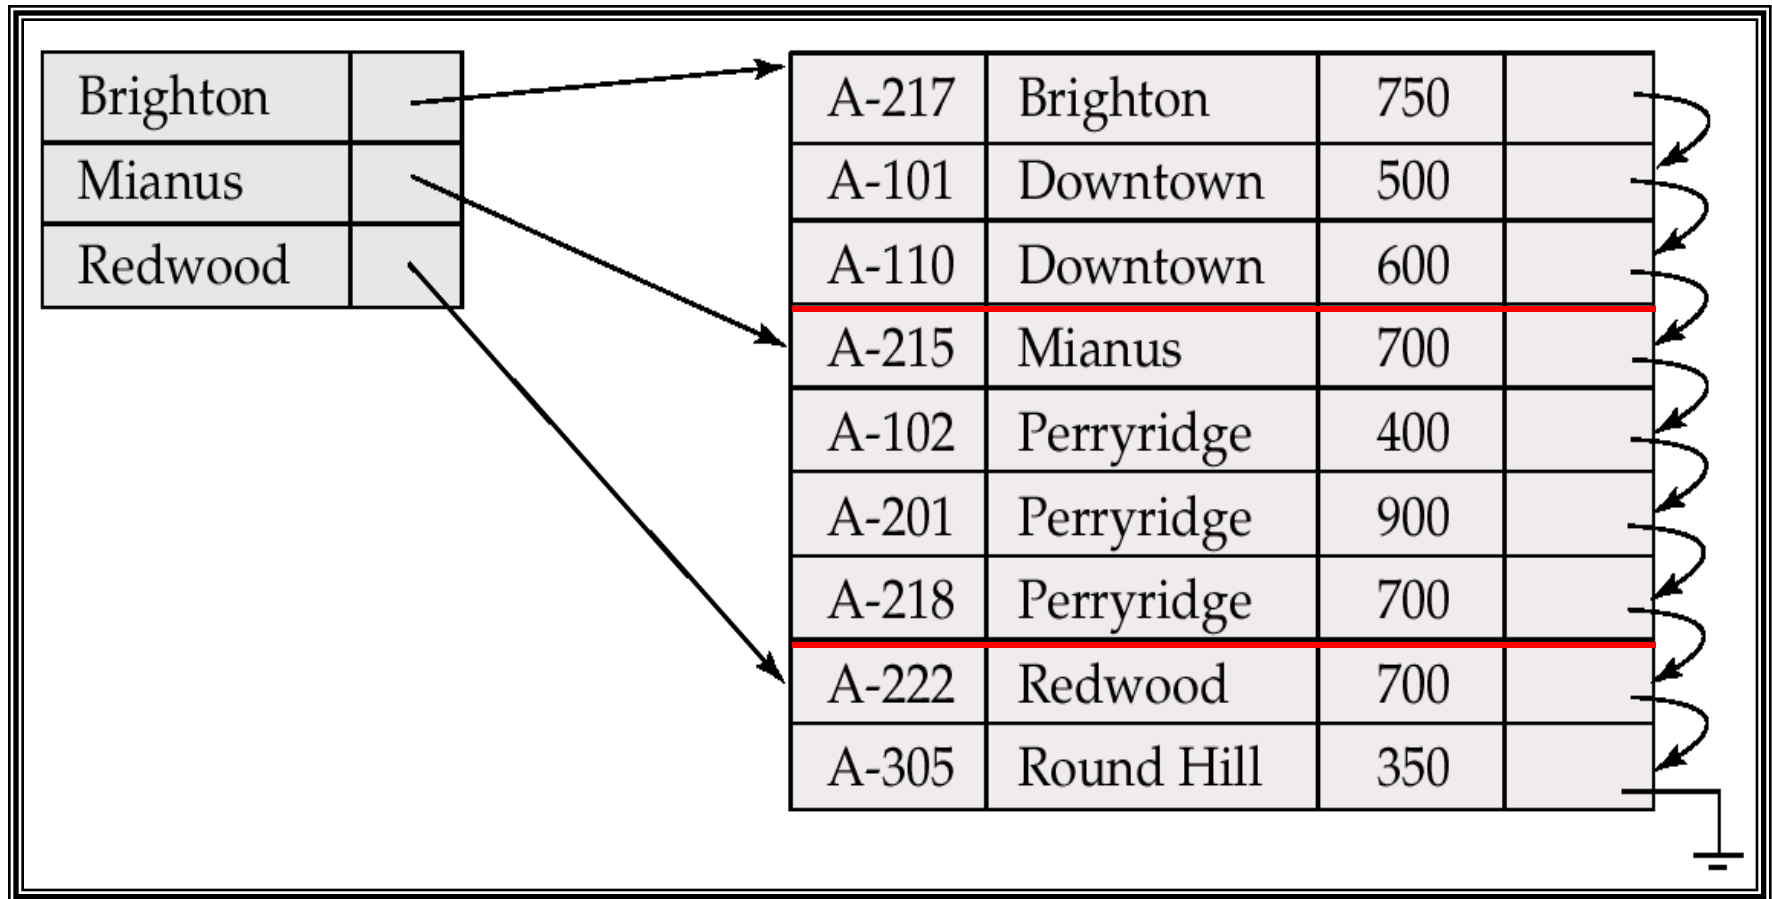 Brighton
Mianus
Redwood
A-217 Brighton 750
A-101 Downtown 500
A-110 Downtown 600
A-215 Mianus 700
A-102 Perryridge 400
A-201 Perryridge 900
A-218 Perryridge 700
A-222 Redwood 700
A-305 Round Hill 350